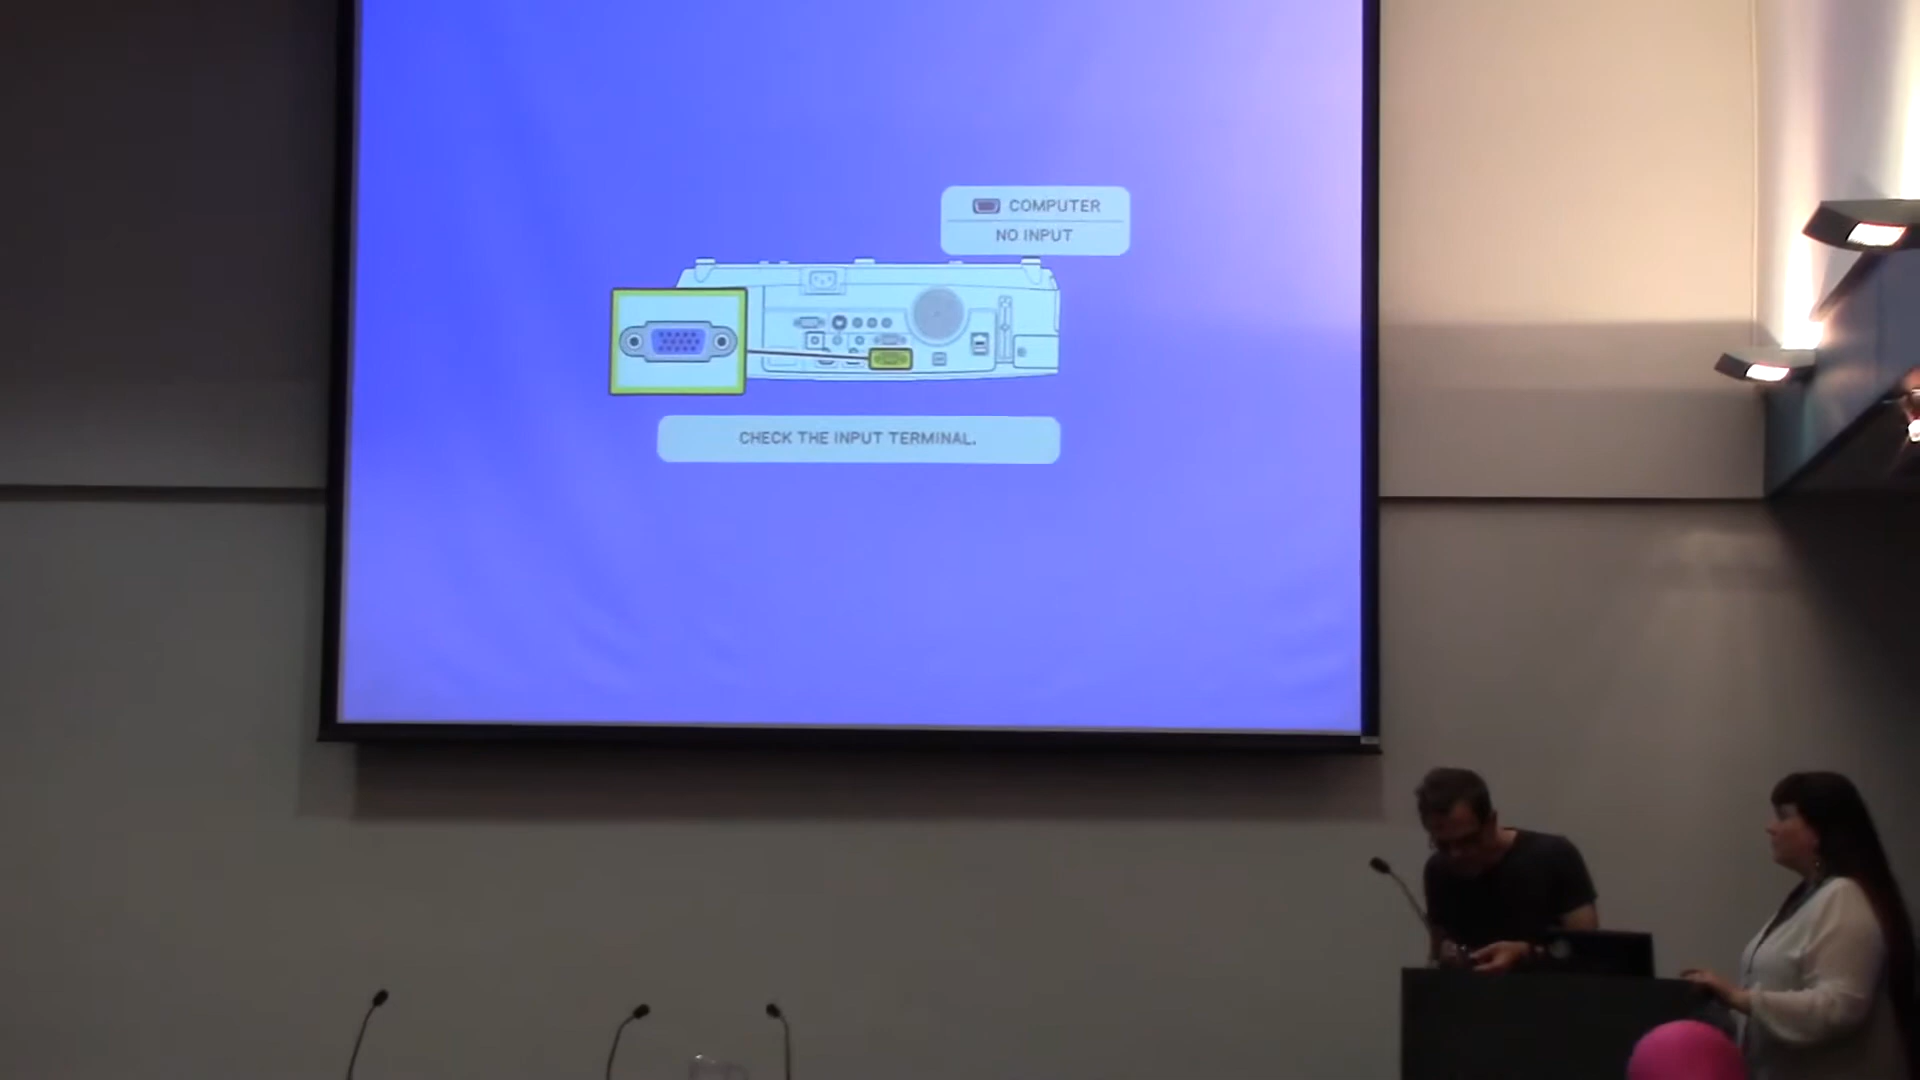 COMPUTER
NO INPUT
CHECK THE INPUT TERMINAL.